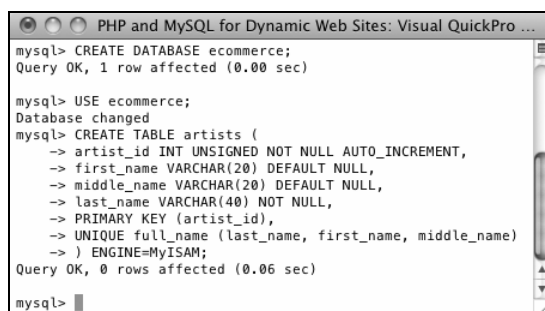 PHP and MySQL for Dynamic Web Sites: Visual QuickPro ...
mysql> CREATE DATABASE ecommerce;
Query OK, 1 row affected (0.00 sec)
mysql> USE ecommerce;
Database changed
mysql> CREATE TABLE artists (
-> artist_id INT UNSIGNED NOT NULL AUTO_INCREMENT,
-> first_name VARCHAR(20) DEFAULT NULL,
-> middle_name VARCHAR(20) DEFAULT NULL,
-> last_name VARCHAR(40) NOT NULL,
-> PRIMARY KEY (artist_id),
-> UNIQUE full_name (last_name, first_name, middle_name)
-> ) ENGINE=MyISAM;
Query OK, 0 rows affected (0.06 sec)
mysql>